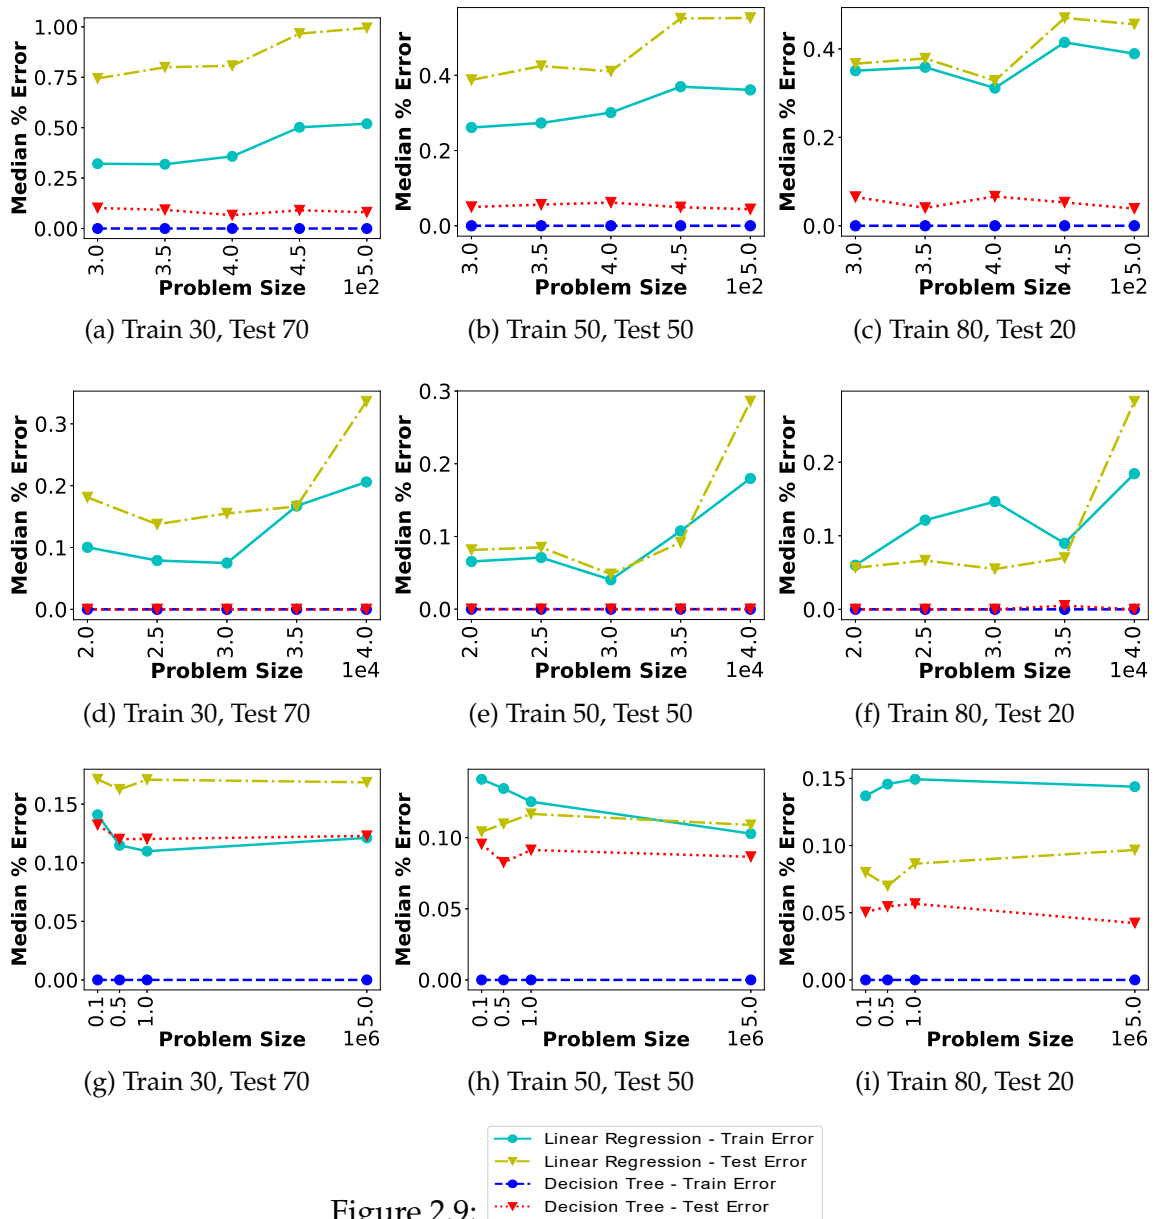 Median % Error
1.00
0.75
0.50
0.25
0.00
3.0
3.5
4.0
4.5
5.0
Problem Size
1e2
(a) Train 30, Test 70
Median % Error
0.4
0.2
0.0
3.0
3.5
4.0
4.5
5.0
Problem Size
1e2
(b) Train 50, Test 50
Median % Error
0.4
0.2
0.0
3.0
3.5
4.0
4.5
5.0
Problem Size
1e2
(c) Train 80, Test 20
Median % Error
0.3
0.2
0.1
0.0
2.0
2.5
3.0
3.5
4.0
Problem Size
1e4
(d) Train 30, Test 70
Median % Error
0.3
0.2
0.1
0.0
2.0
2.5
3.0
3.5
4.0
Problem Size
1e4
(e) Train 50, Test 50
Median % Error
0.2
0.1
0.0
2.0
2.5
3.0
3.5
4.0
Problem Size
1e4
(f) Train 80, Test 20
Median % Error
0.15
0.10
0.05
0.00
0.1
0.5
1.0
5.0
Problem Size
1e6
(g) Train 30, Test 70
Median % Error
0.10
0.05
0.00
0.1
0.5
1.0
5.0
Problem Size
1e6
(h) Train 50, Test 50
Median % Error
0.15
0.10
0.05
0.00
0.1
0.5
1.0
5.0
Problem Size
1e6
(i) Train 80, Test 20
Linear Regression - Train Error
Linear Regression - Test Error
Decision Tree - Train Error
Decision Tree - Test Error
Figure 2.9: